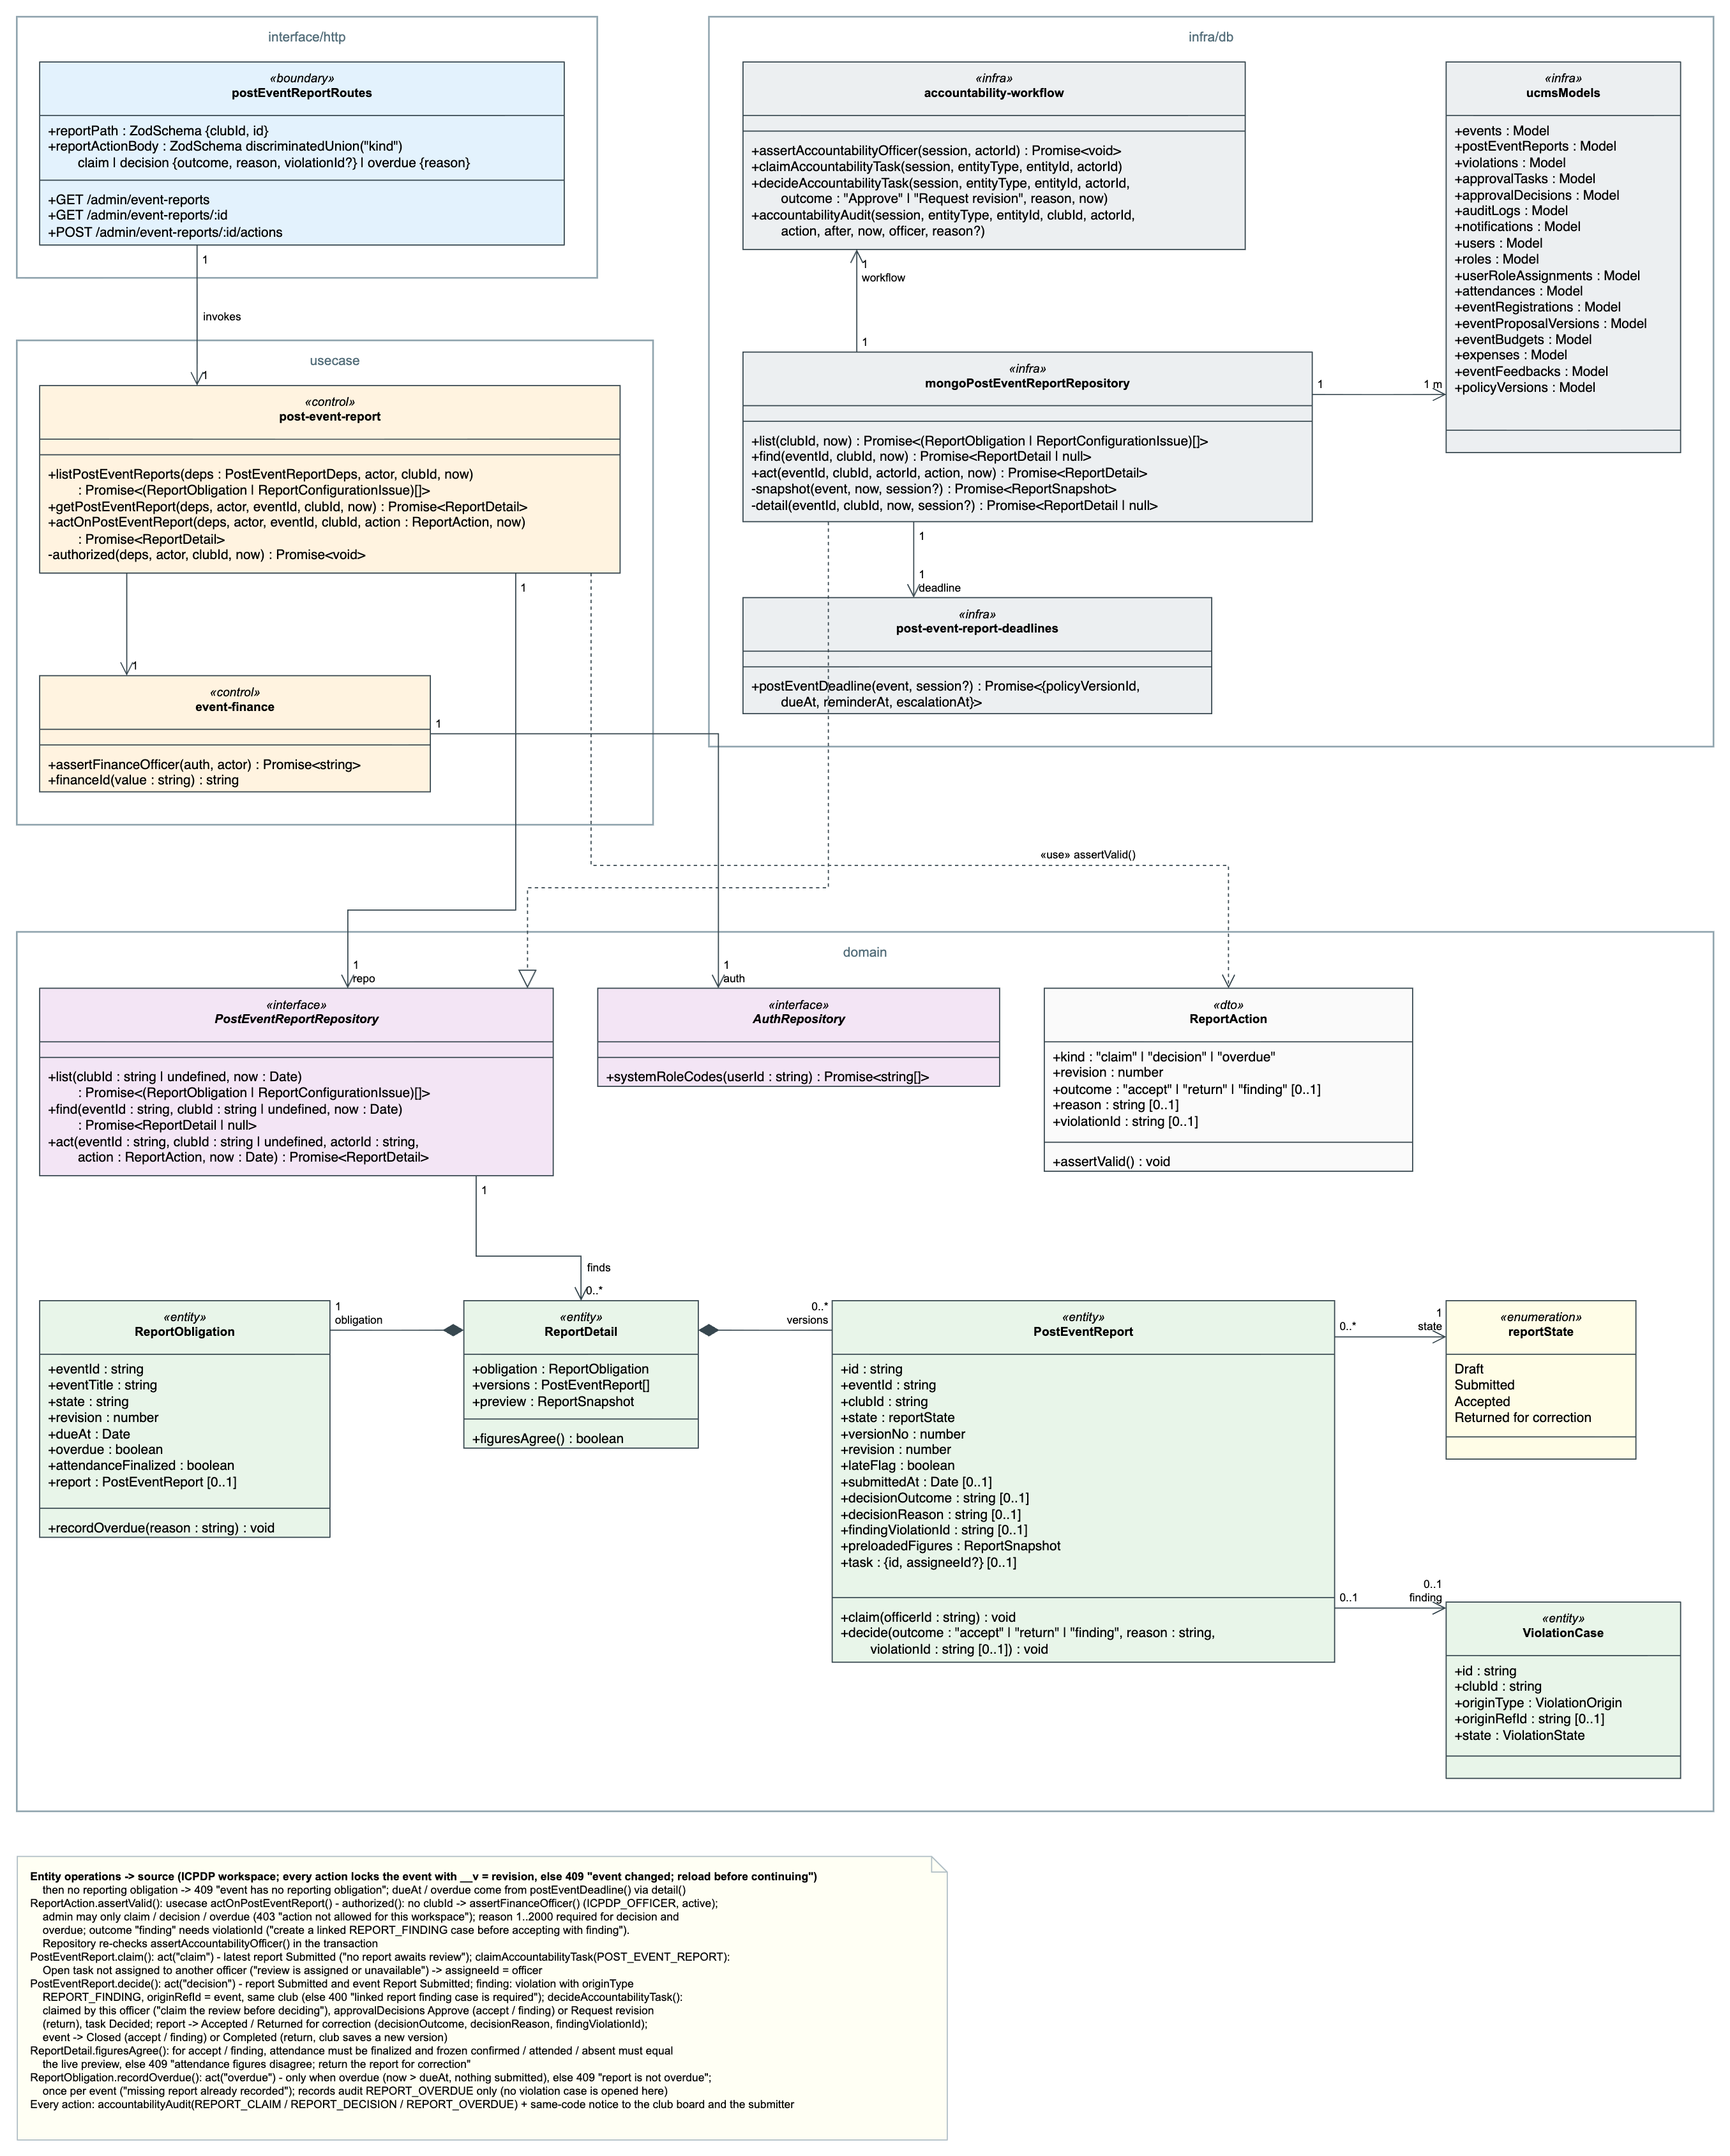 interface/http
«boundary»
postEventReportRoutes
+reportPath : ZodSchema {clubId, id}
+reportActionBody : ZodSchema discriminatedUnion("kind")
claim | decision {outcome, reason, violationId?} | overdue {reason}
+GET /admin/event-reports
+GET /admin/event-reports/:id
+POST /admin/event-reports/:id/actions
1
invokes
1
usecase
«control»
post-event-report
+listPostEventReports(deps : PostEventReportDeps, actor, clubId, now)
: Promise<(ReportObligation | ReportConfigurationIssue)[]>
+getPostEventReport(deps, actor, eventId, clubId, now) : Promise<ReportDetail>
+actOnPostEventReport(deps, actor, eventId, clubId, action : ReportAction, now)
: Promise<ReportDetail>
-authorized(deps, actor, clubId, now) : Promise<void>
1
1
«control»
event-finance
+assertFinanceOfficer(auth, actor) : Promise<string>
+financeId(value : string) : string
1
infra/db
«infra»
accountability-workflow
+assertAccountabilityOfficer(session, actorId) : Promise<void>
+claimAccountabilityTask(session, entityType, entityId, actorId)
+decideAccountabilityTask(session, entityType, entityId, actorId,
outcome : "Approve" | "Request revision", reason, now)
+accountabilityAudit(session, entityType, entityId, clubId, actorId,
action, after, now, officer, reason?)
1
workflow
1
«infra»
mongoPostEventReportRepository
+list(clubId, now) : Promise<(ReportObligation | ReportConfigurationIssue)[]>
+find(eventId, clubId, now) : Promise<ReportDetail | null>
+act(eventId, clubId, actorId, action, now) : Promise<ReportDetail>
-snapshot(event, now, session?) : Promise<ReportSnapshot>
-detail(eventId, clubId, now, session?) : Promise<ReportDetail | null>
1
1 m
«infra»
ucmsModels
+events : Model
+postEventReports : Model
+violations : Model
+approvalTasks : Model
+approvalDecisions : Model
+auditLogs : Model
+notifications : Model
+users : Model
+roles : Model
+userRoleAssignments : Model
+attendances : Model
+eventRegistrations : Model
+eventProposalVersions : Model
+eventBudgets : Model
+expenses : Model
+eventFeedbacks : Model
+policyVersions : Model
1
1
deadline
«infra»
post-event-report-deadlines
+postEventDeadline(event, session?) : Promise<{policyVersionId,
dueAt, reminderAt, escalationAt}>
«use» assertValid()
domain
1
repo
«interface»
PostEventReportRepository
+list(clubId : string | undefined, now : Date)
: Promise<(ReportObligation | ReportConfigurationIssue)[]>
+find(eventId : string, clubId : string | undefined, now : Date)
: Promise<ReportDetail | null>
+act(eventId : string, clubId : string | undefined, actorId : string,
action : ReportAction, now : Date) : Promise<ReportDetail>
1
auth
«interface»
AuthRepository
+systemRoleCodes(userId : string) : Promise<string[]>
«dto»
ReportAction
+kind : "claim" | "decision" | "overdue"
+revision : number
+outcome : "accept" | "return" | "finding" [0..1]
+reason : string [0..1]
+violationId : string [0..1]
+assertValid() : void
1
finds
0..*
«entity»
ReportObligation
+eventId : string
+eventTitle : string
+state : string
+revision : number
+dueAt : Date
+overdue : boolean
+attendanceFinalized : boolean
+report : PostEventReport [0..1]
+recordOverdue(reason : string) : void
1
obligation
«entity»
ReportDetail
+obligation : ReportObligation
+versions : PostEventReport[]
+preview : ReportSnapshot
+figuresAgree() : boolean
0..*
versions
«entity»
PostEventReport
+id : string
+eventId : string
+clubId : string
+state : reportState
+versionNo : number
+revision : number
+lateFlag : boolean
+submittedAt : Date [0..1]
+decisionOutcome : string [0..1]
+decisionReason : string [0..1]
+findingViolationId : string [0..1]
+preloadedFigures : ReportSnapshot
+task : {id, assigneeId?} [0..1]
+claim(officerId : string) : void
+decide(outcome : "accept" | "return" | "finding", reason : string,
violationId : string [0..1]) : void
0..*
1
state
«enumeration»
reportState
Draft
Submitted
Accepted
Returned for correction
0..1
0..1
finding
«entity»
ViolationCase
+id : string
+clubId : string
+originType : ViolationOrigin
+originRefId : string [0..1]
+state : ViolationState
Entity operations -> source (ICPDP workspace; every action locks the event with __v = revision, else 409 "event changed; reload before continuing")
then no reporting obligation -> 409 "event has no reporting obligation"; dueAt / overdue come from postEventDeadline() via detail()
ReportAction.assertValid(): usecase actOnPostEventReport() - authorized(): no clubId -> assertFinanceOfficer() (ICPDP_OFFICER, active);
admin may only claim / decision / overdue (403 "action not allowed for this workspace"); reason 1..2000 required for decision and
overdue; outcome "finding" needs violationId ("create a linked REPORT_FINDING case before accepting with finding").
Repository re-checks assertAccountabilityOfficer() in the transaction
PostEventReport.claim(): act("claim") - latest report Submitted ("no report awaits review"); claimAccountabilityTask(POST_EVENT_REPORT):
Open task not assigned to another officer ("review is assigned or unavailable") -> assigneeId = officer
PostEventReport.decide(): act("decision") - report Submitted and event Report Submitted; finding: violation with originType
REPORT_FINDING, originRefId = event, same club (else 400 "linked report finding case is required"); decideAccountabilityTask():
claimed by this officer ("claim the review before deciding"), approvalDecisions Approve (accept / finding) or Request revision
(return), task Decided; report -> Accepted / Returned for correction (decisionOutcome, decisionReason, findingViolationId);
event -> Closed (accept / finding) or Completed (return, club saves a new version)
ReportDetail.figuresAgree(): for accept / finding, attendance must be finalized and frozen confirmed / attended / absent must equal
the live preview, else 409 "attendance figures disagree; return the report for correction"
ReportObligation.recordOverdue(): act("overdue") - only when overdue (now > dueAt, nothing submitted), else 409 "report is not overdue";
once per event ("missing report already recorded"); records audit REPORT_OVERDUE only (no violation case is opened here)
Every action: accountabilityAudit(REPORT_CLAIM / REPORT_DECISION / REPORT_OVERDUE) + same-code notice to the club board and the submitter